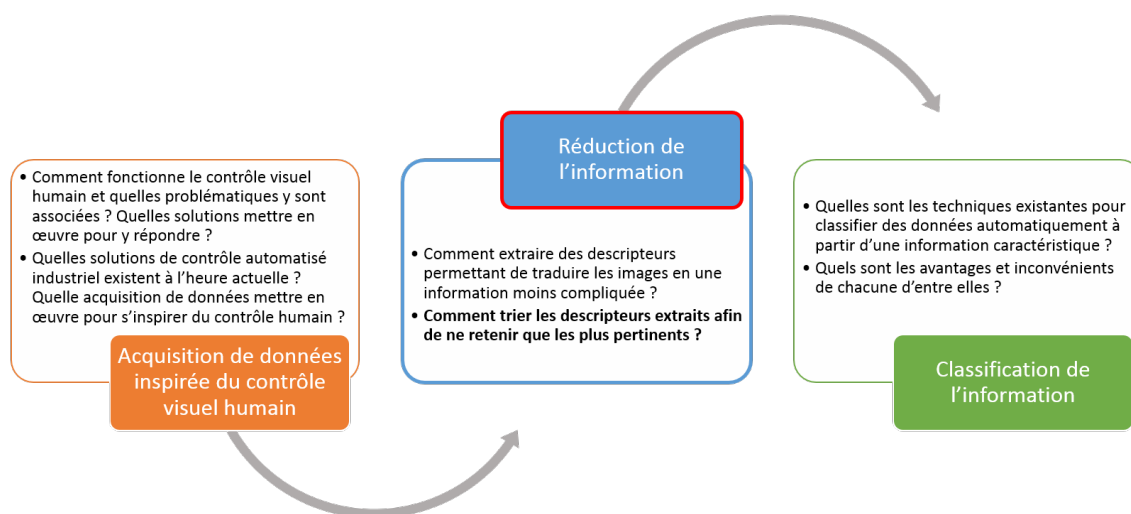 • Comment fonctionne le contrôle visuel
humain et quelles problématiques y sont
associées ? Quelles solutions mettre en
œuvre pour y répondre ?
• Quelles solutions de contrôle automatisé
industriel existent à l'heure actuelle ?
Quelle acquisition de données mettre en
œuvre pour s'inspirer du contrôle humain ?
Acquisition de données
inspirée du contrôle
visuel humain
Réduction de
l'information
• Comment extraire des descripteurs
permettant de traduire les images en une
information moins compliquée ?
• Comment trier les descripteurs extraits afin
de ne retenir que les plus pertinents ?
• Quelles sont les techniques existantes pour
classifier des données automatiquement à
partir d'une information caractéristique ?
• Quels sont les avantages et inconvénients
de chacune d'entre elles ?
Classification de
l'information